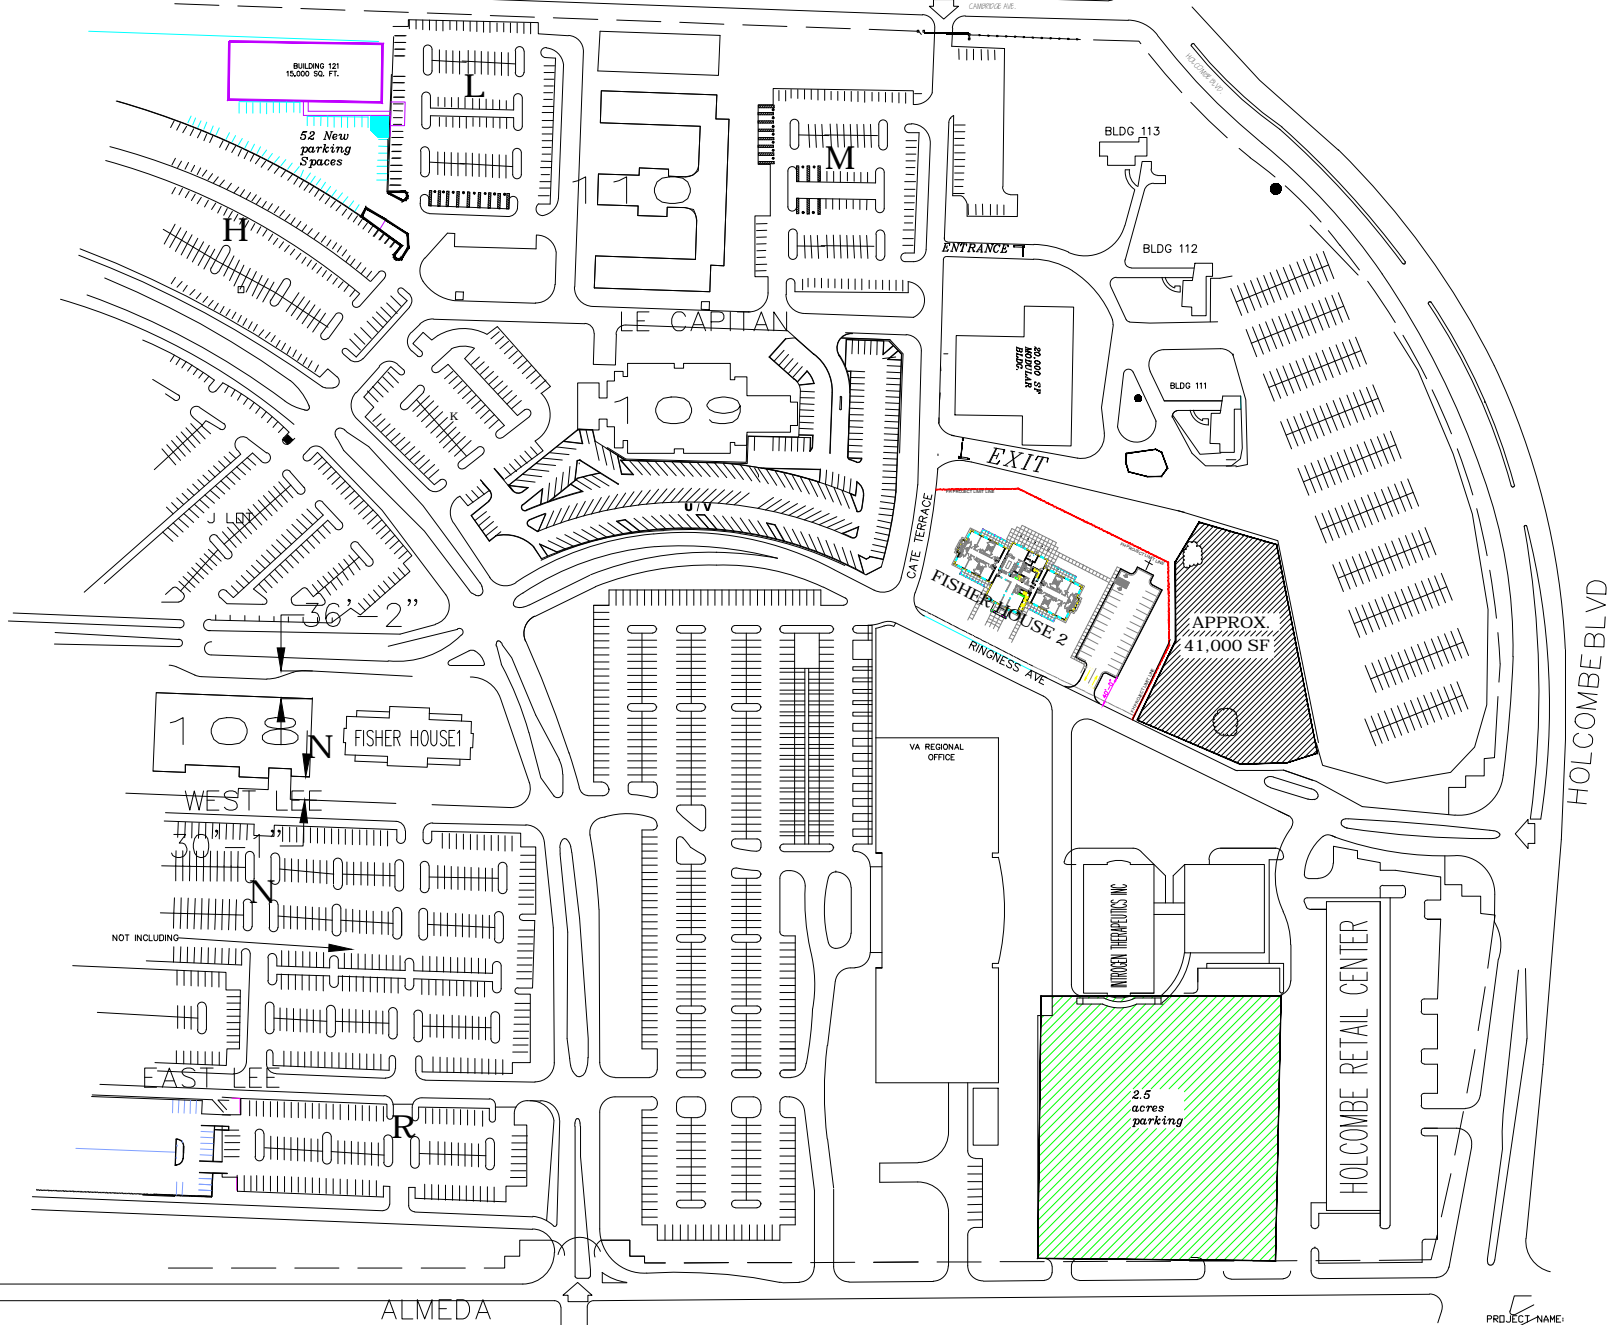 CAMBRIDGE AVE.
HOLCOMBE BLVD
BUILDING 121
15,000 SQ. FT.
L
52 New
parking
Spaces
M
BLDG 113
110
H
ENTRANCE
BLDG 112
LE CAPITAN
20,000 SF
MODULAR
BLDG.
BLDG 111
109
K
EXIT
J LOT
U/V
CATE TERRACE
FISHER HOUSE 2
RINGNESS AVE.
APPROX.
41,000 SF
HOLCOMBE BLVD
36'-2"
108
N
FISHER HOUSE1
VA REGIONAL
OFFICE
WEST LEE
30'-1"
N
NOT INCLUDING
INTROGEN THERAPEUTICS INC
HOLCOMBE RETAIL CENTER
EAST LEE
R
2.5
acres
parking
ALMEDA
PROJECT NAME: